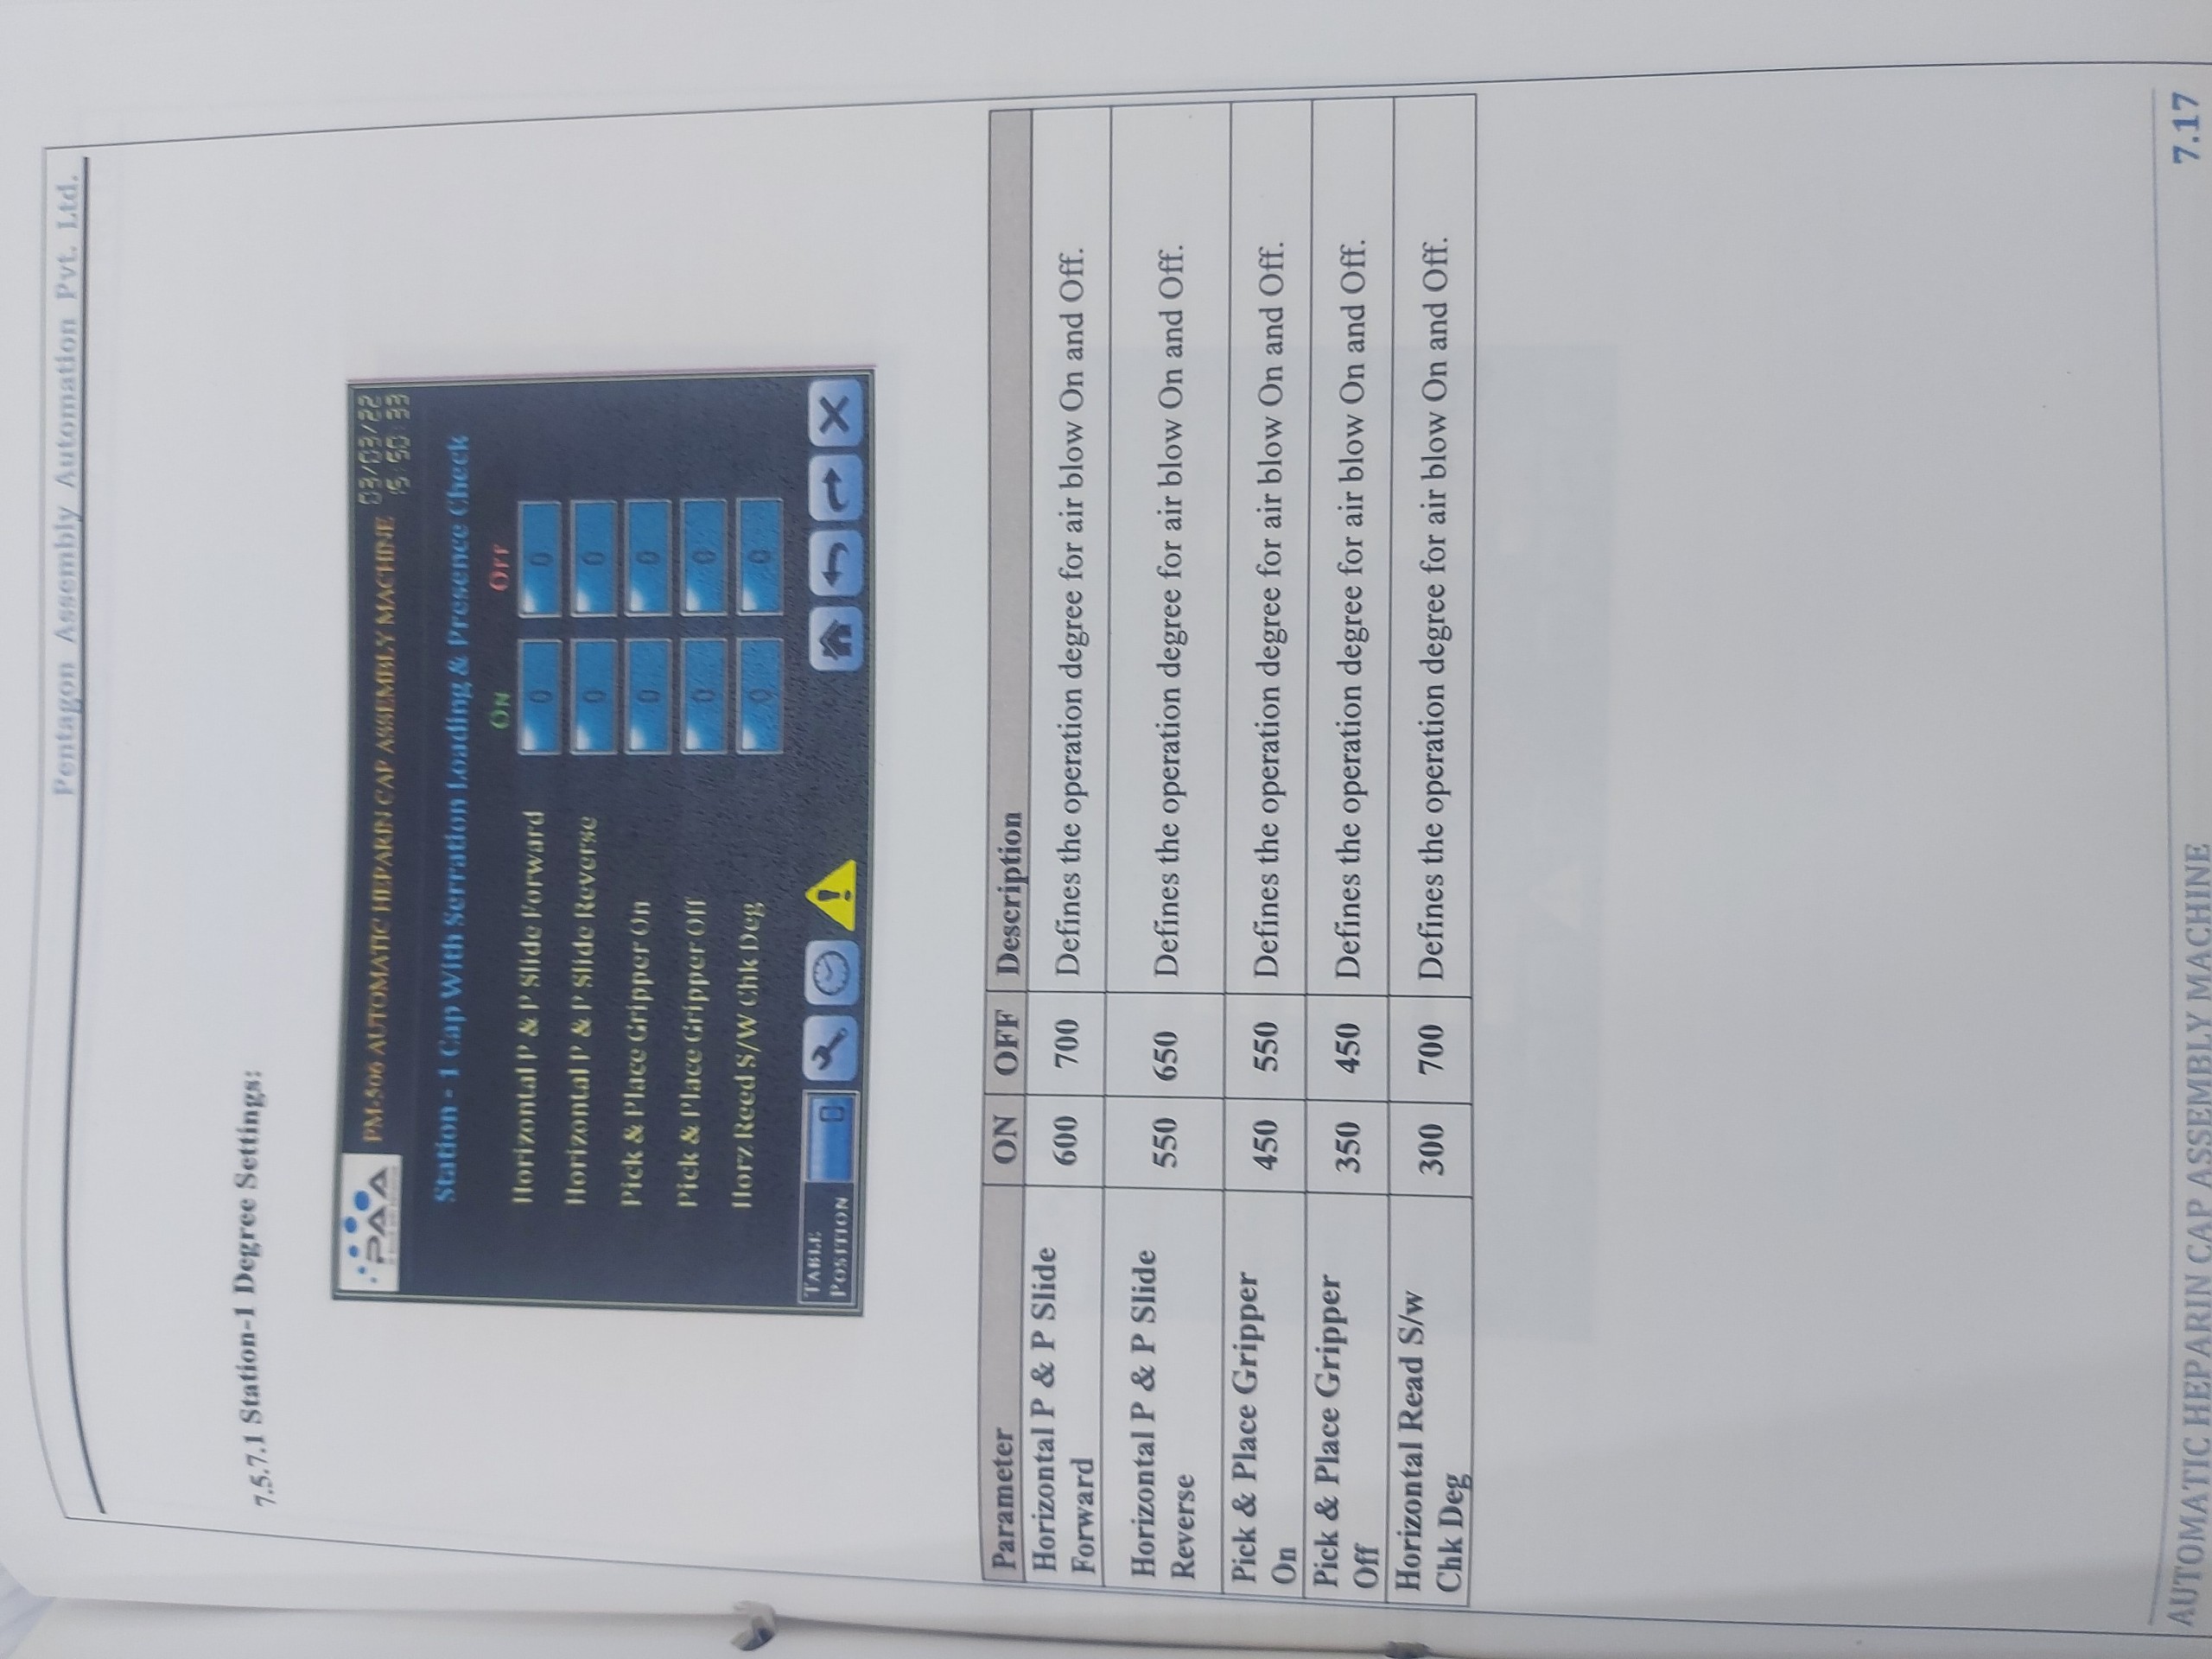 Pentagon Assembly Automation Pvt. Ltd.
7.5.7.1 Station-1 Degree Settings:
PAA
PM-506 AUTOMATIC HEPARIN CAP ASSEMBLY MACHINE
03/03/22
Station - 1 Cap With Serration Loading & Presence Check
On Off
Horizontal P & P Slide Forward 0 0
Horizontal P & P Slide Reverse 0 0
Pick & Place Gripper On 0 0
Pick & Place Gripper Off 0 0
Horz Reed S/W Chk Deg 0 0
TABLE
POSITION 0
Parameter ON OFF Description
Horizontal P & P Slide
Forward 600 700 Defines the operation degree for air blow On and Off.
Horizontal P & P Slide
Reverse 550 650 Defines the operation degree for air blow On and Off.
Pick & Place Gripper
On 450 550 Defines the operation degree for air blow On and Off.
Pick & Place Gripper
Off 350 450 Defines the operation degree for air blow On and Off.
Horizontal Read S/w
Chk Deg 300 700 Defines the operation degree for air blow On and Off.
AUTOMATIC HEPARIN CAP ASSEMBLY MACHINE 7.17